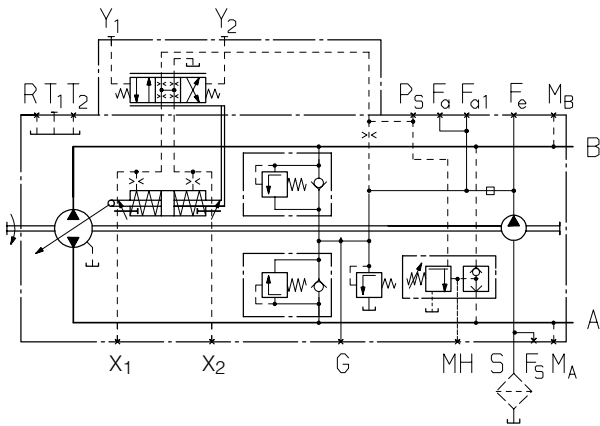 Y1 Y2
R T1 T2 PS Fa Fa1 Fe MB
B
A
X1 X2 G MH S FS MA